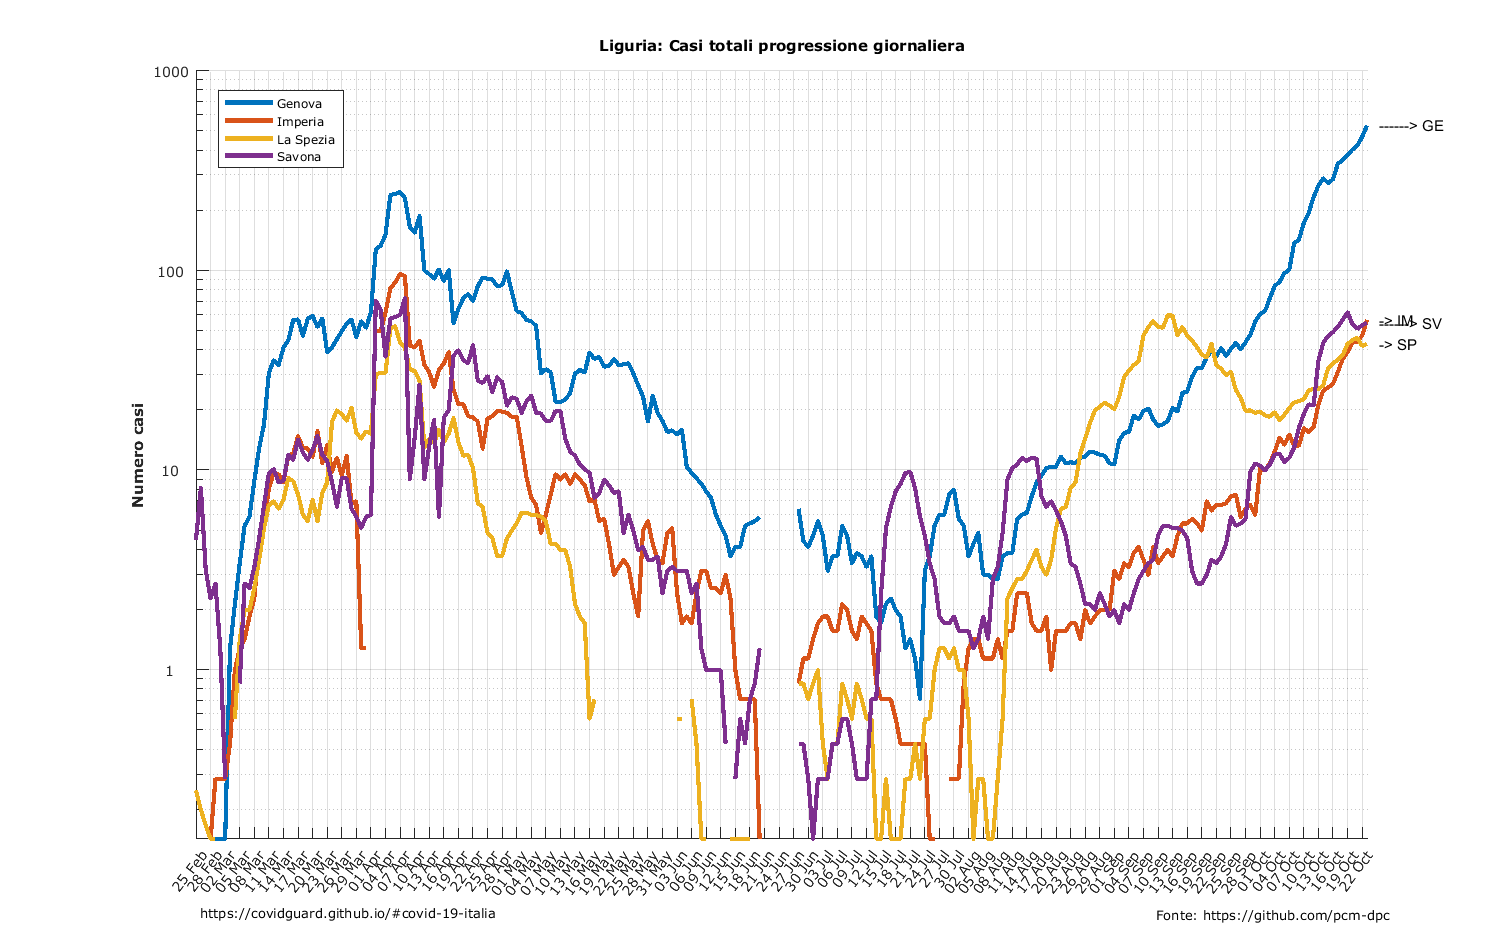 Liguria: Casi totali progressione giornaliera
1000
100
10
1
Numero casi
Genova
Imperia
La Spezia
Savona
------> GE
-> IM
------> SV
-> SP
25 Feb
28 Feb
02 Mar
05 Mar
08 Mar
11 Mar
14 Mar
17 Mar
20 Mar
23 Mar
26 Mar
29 Mar
01 Apr
04 Apr
07 Apr
10 Apr
13 Apr
16 Apr
19 Apr
22 Apr
25 Apr
28 Apr
01 May
04 May
07 May
10 May
13 May
16 May
19 May
22 May
25 May
28 May
31 May
03 Jun
06 Jun
09 Jun
12 Jun
15 Jun
18 Jun
21 Jun
24 Jun
27 Jun
30 Jun
03 Jul
06 Jul
09 Jul
12 Jul
15 Jul
18 Jul
21 Jul
24 Jul
27 Jul
30 Jul
02 Aug
05 Aug
08 Aug
11 Aug
14 Aug
17 Aug
20 Aug
23 Aug
26 Aug
29 Aug
01 Sep
04 Sep
07 Sep
10 Sep
13 Sep
16 Sep
19 Sep
22 Sep
25 Sep
28 Sep
01 Oct
04 Oct
07 Oct
10 Oct
13 Oct
16 Oct
19 Oct
22 Oct
https://covidguard.github.io/#covid-19-italia
Fonte: https://github.com/pcm-dpc